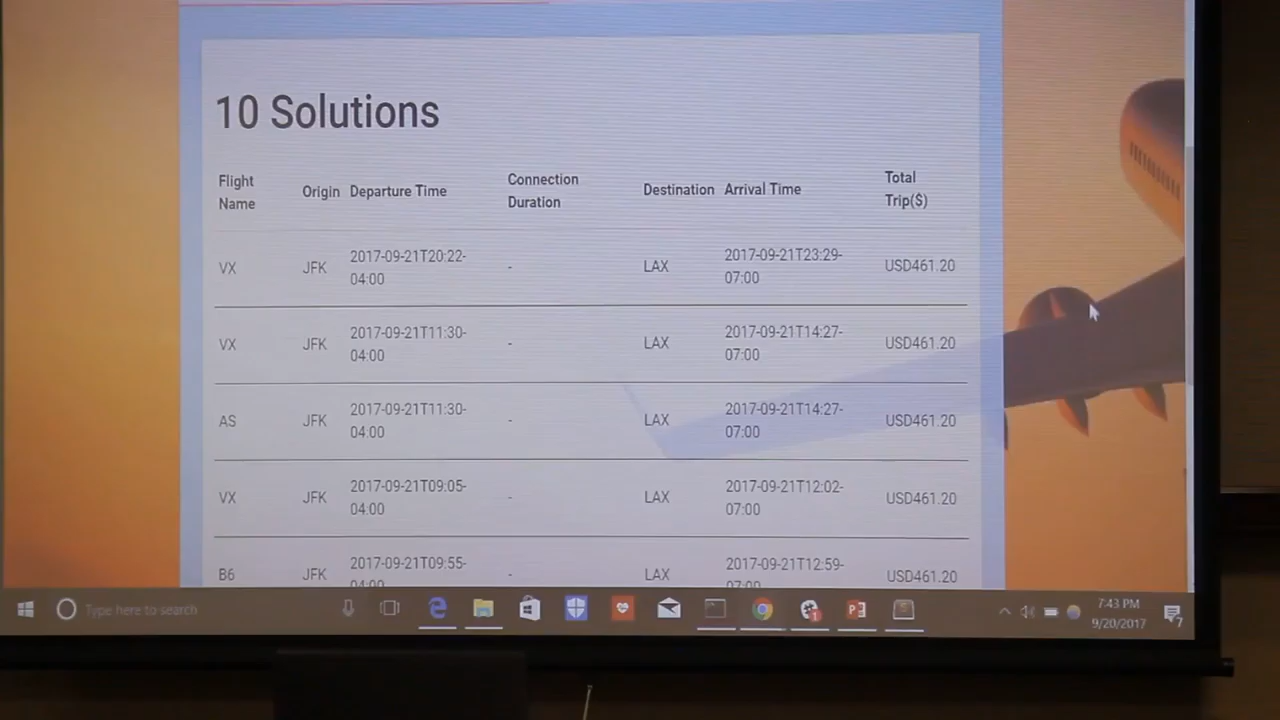 10 Solutions
Flight Name Origin Departure Time Connection Duration Destination Arrival Time Total Trip($)
VX JFK 2017-09-21T20:22-04:00 - LAX 2017-09-21T23:29-07:00 USD461.20
VX JFK 2017-09-21T11:30-04:00 - LAX 2017-09-21T14:27-07:00 USD461.20
AS JFK 2017-09-21T11:30-04:00 - LAX 2017-09-21T14:27-07:00 USD461.20
VX JFK 2017-09-21T09:05-04:00 - LAX 2017-09-21T12:02-07:00 USD461.20
B6 JFK 2017-09-21T09:55-04:00 - LAX 2017-09-21T12:59-07:00 USD461.20
Type here to search
7:43 PM
9/20/2017